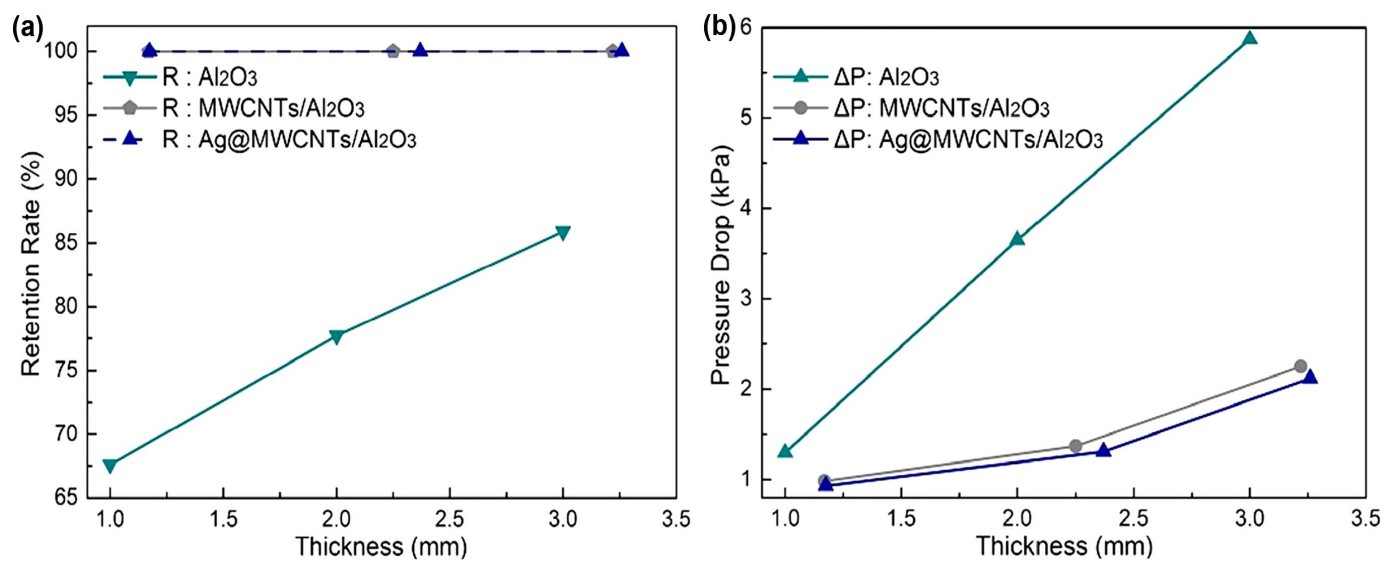 (a)
100
95
90
85
80
75
70
65
Retention Rate (%)
R : Al2O3
R : MWCNTs/Al2O3
R : Ag@MWCNTs/Al2O3
1.0 1.5 2.0 2.5 3.0 3.5
Thickness (mm)
(b)
6
5
4
3
2
1
Pressure Drop (kPa)
ΔP: Al2O3
ΔP: MWCNTs/Al2O3
ΔP: Ag@MWCNTs/Al2O3
1.0 1.5 2.0 2.5 3.0 3.5
Thickness (mm)